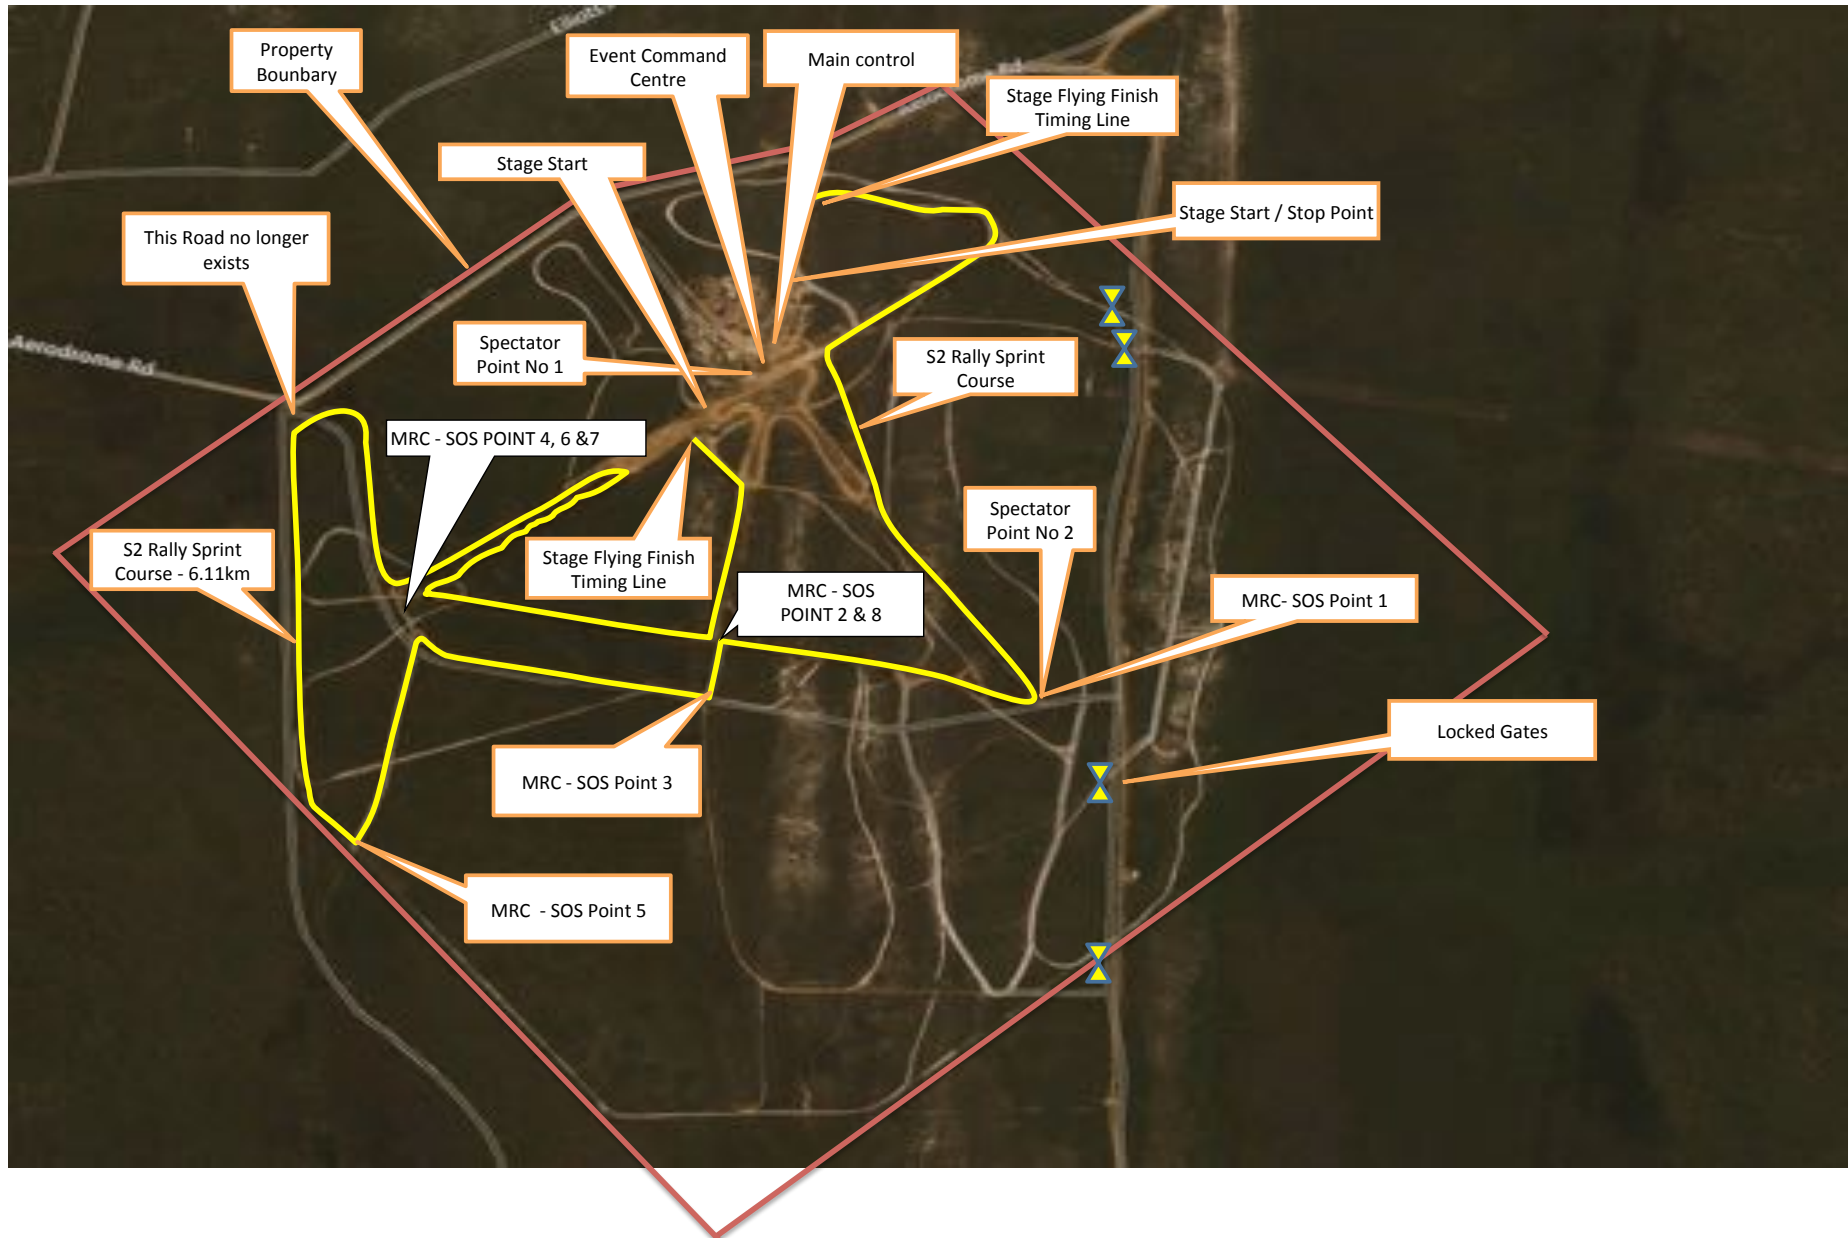 Elliots
Property
Bounbary
Event Command
Centre
Main control
Stage Flying Finish
Timing Line
Stage Start
Stage Start / Stop Point
This Road no longer
exists
Aerodrome Rd
Spectator
Point No 1
S2 Rally Sprint
Course
MRC - SOS POINT 4, 6 &7
Spectator
Point No 2
S2 Rally Sprint
Course - 6.11km
Stage Flying Finish
Timing Line
MRC - SOS
POINT 2 & 8
MRC- SOS Point 1
Locked Gates
MRC - SOS Point 3
MRC  - SOS Point 5